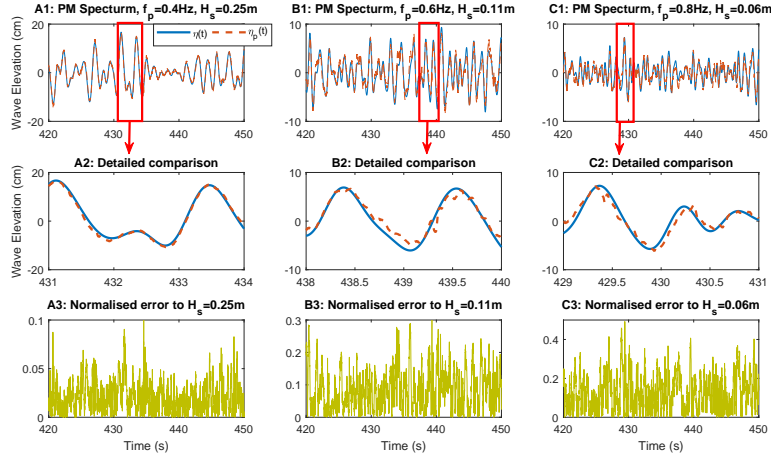 A1: PM Specturm, f_p=0.4Hz, H_s=0.25m
B1: PM Specturm, f_p=0.6Hz, H_s=0.11m
C1: PM Specturm, f_p=0.8Hz, H_s=0.06m
η(t) η_p(t)
Wave Elevation (cm)
20
0
-20
420 430 440 450
10
0
-10
420 430 440 450
10
0
-10
420 430 440 450
A2: Detailed comparison
B2: Detailed comparison
C2: Detailed comparison
Wave Elevation (cm)
20
0
-20
431 432 433 434
10
0
-10
438 438.5 439 439.5 440
10
0
-10
429 429.5 430 430.5 431
A3: Normalised error to H_s=0.25m
B3: Normalised error to H_s=0.11m
C3: Normalised error to H_s=0.06m
0.1
0.05
0
420 430 440 450
Time (s)
0.3
0.2
0.1
0
420 430 440 450
Time (s)
0.4
0.2
0
420 430 440 450
Time (s)